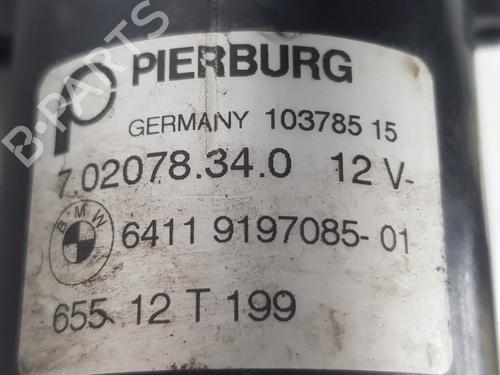 PIERBURG
GERMANY 103785 15
7.02078.34.0 12 V-
BMW
6411 9197085-01
655 12 T 199
B-PARTS